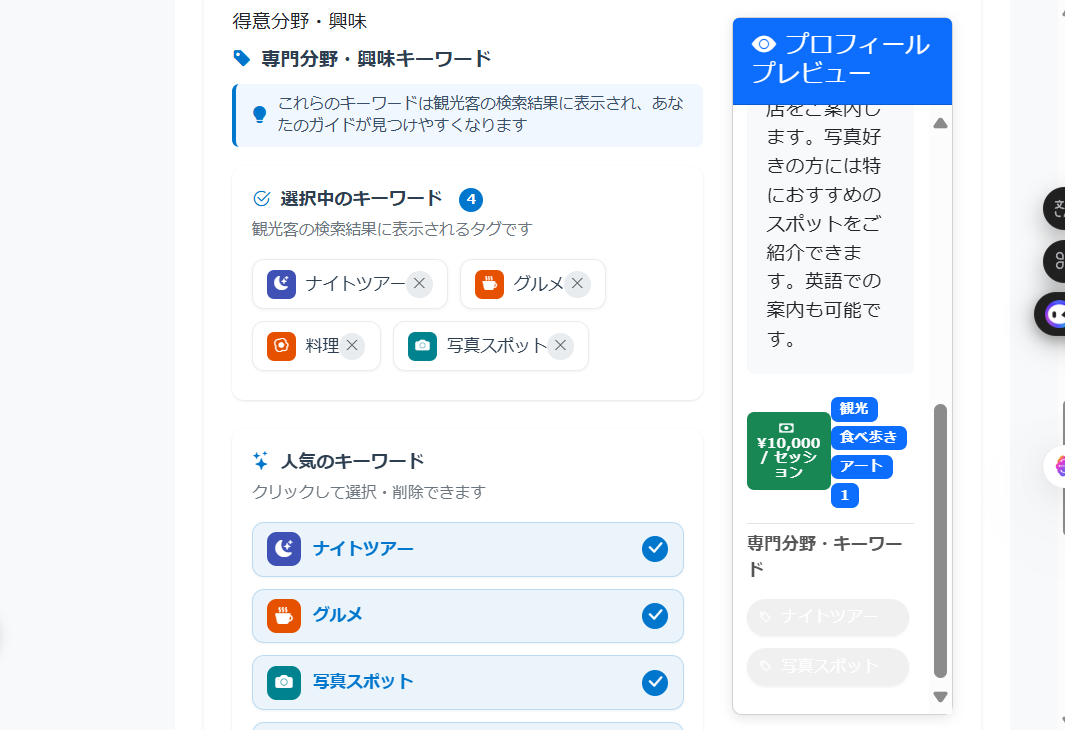 得意分野・興味
専門分野・興味キーワード
これらのキーワードは観光客の検索結果に表示され、あな
たのガイドが見つけやすくなります
選択中のキーワード 4
観光客の検索結果に表示されるタグです
ナイトツアー
グルメ
料理
写真スポット
人気のキーワード
クリックして選択・削除できます
ナイトツアー
グルメ
写真スポット
プロフィール
プレビュー
店をご案内し
ます。写真好
きの方には特
におすすめの
スポットをご
紹介できま
す。英語での
案内も可能で
す。
¥10,000
/ セッシ
ョン
観光
食べ歩き
アート
1
専門分野・キーワー
ド
ナイトツアー
写真スポット